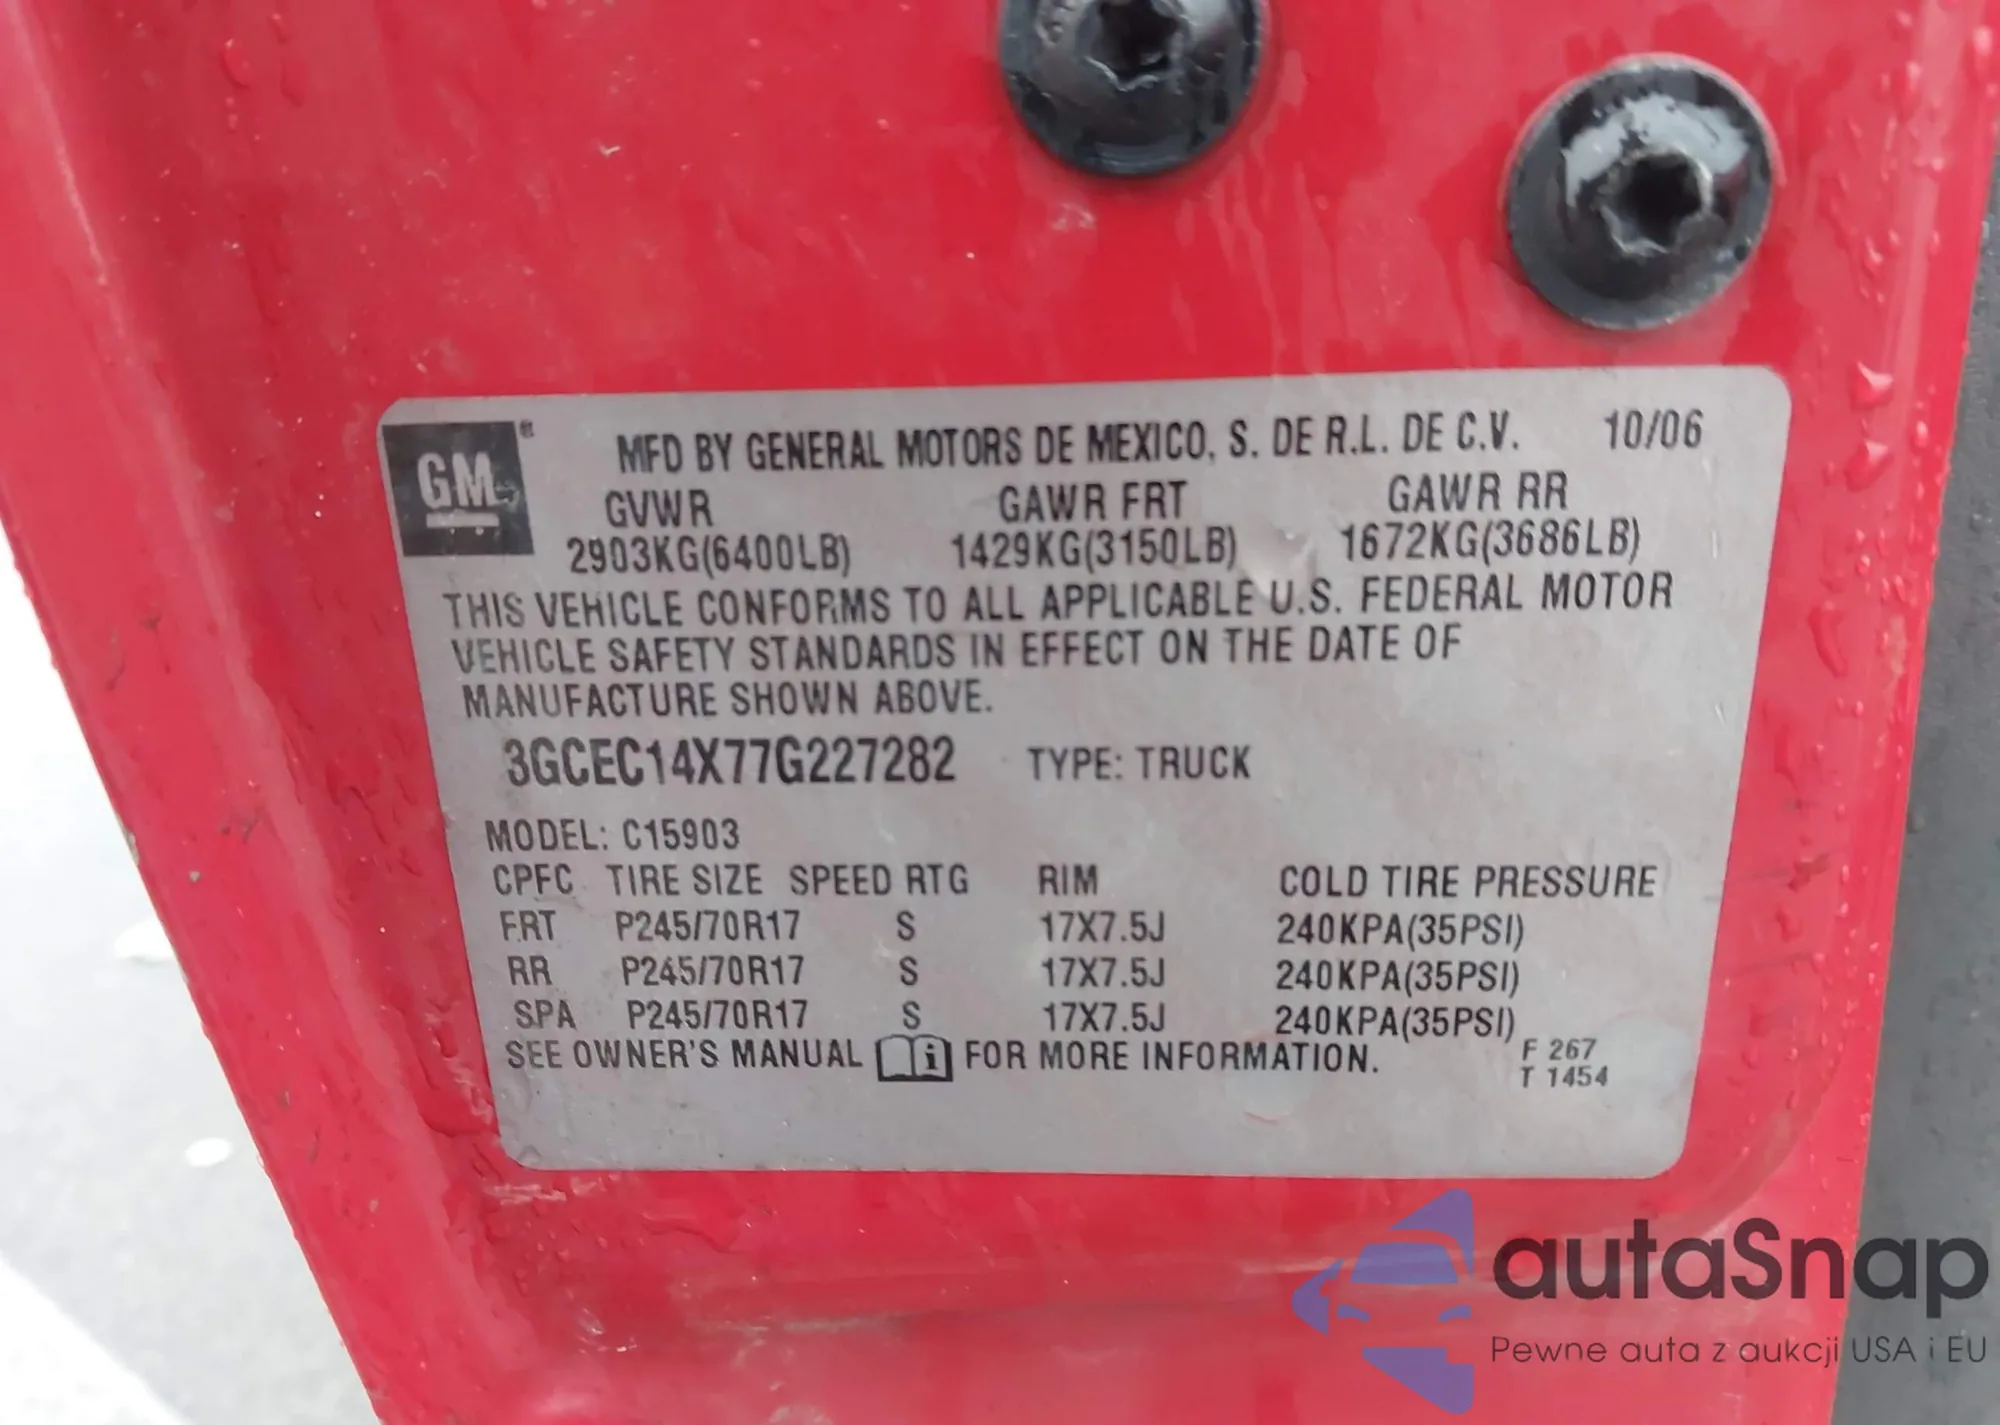 GM
MFD BY GENERAL MOTORS DE MEXICO, S. DE R.L. DE C.V. 10/06
GVWR GAWR FRT GAWR RR
2903KG(6400LB) 1429KG(3150LB) 1672KG(3686LB)
THIS VEHICLE CONFORMS TO ALL APPLICABLE U.S. FEDERAL MOTOR
VEHICLE SAFETY STANDARDS IN EFFECT ON THE DATE OF
MANUFACTURE SHOWN ABOVE.
3GCEC14X77G227282 TYPE: TRUCK
MODEL: C15903
CPFC TIRE SIZE SPEED RTG RIM COLD TIRE PRESSURE
FRT P245/70R17 S 17X7.5J 240KPA(35PSI)
RR P245/70R17 S 17X7.5J 240KPA(35PSI)
SPA P245/70R17 S 17X7.5J 240KPA(35PSI)
SEE OWNER'S MANUAL i FOR MORE INFORMATION.
F 267
T 1454
autaSnap
Pewne auta z aukcji USA i EU